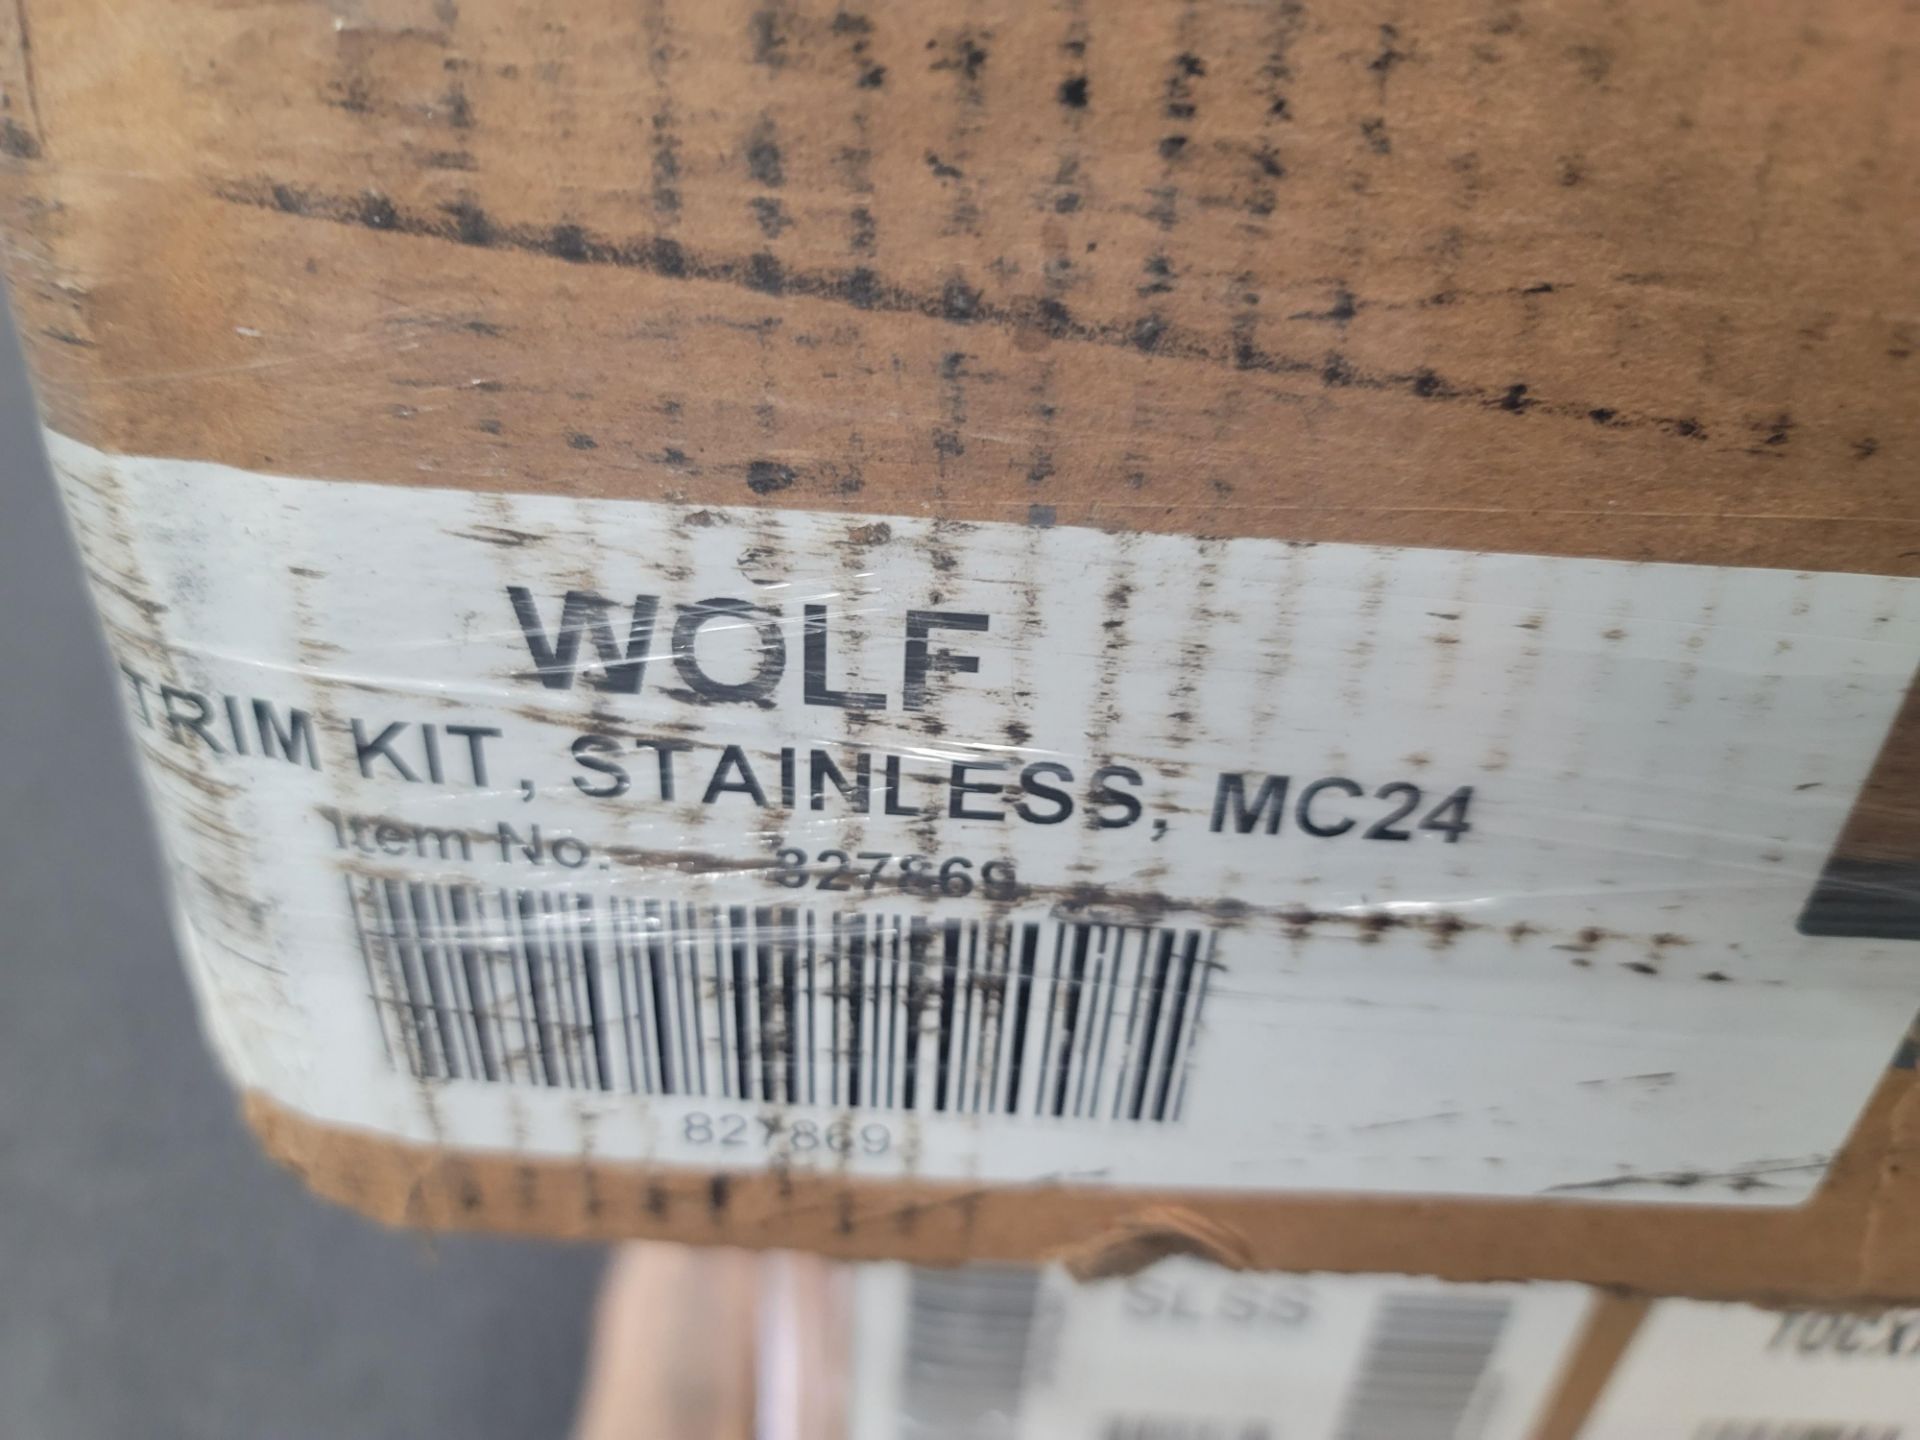 WOLF
TRIM KIT, STAINLESS, MC24
Item No. 827869
827869
SLSS